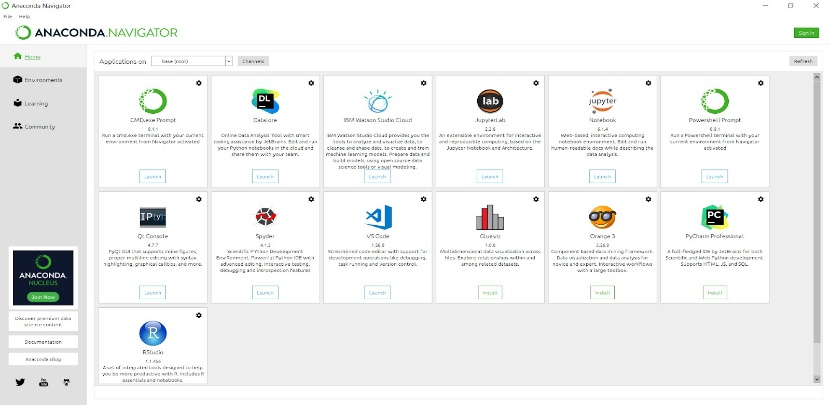 Anaconda Navigator
File Help
ANACONDA.NAVIGATOR
Sign in
Home
Environments
Learning
Community
Applications on base (root) Channels Refresh
CMD.exe Prompt
0.1.1
Run a cmd.exe terminal with your current
environment from Navigator activated
Launch
DL
Datalore
Online Data Analysis Tool with smart
coding assistance by JetBrains. Edit and run
your Python notebooks in the cloud and
share them with your team.
Launch
IBM Watson Studio Cloud
IBM Watson Studio Cloud provides you the
tools to analyze and visualize data, to
cleanse and shape data, to create and train
machine learning models. Prepare data and
build models, using open source data
science tools or visual modeling.
Launch
lab
JupyterLab
2.2.6
An extensible environment for interactive
and reproducible computing, based on the
Jupyter Notebook and Architecture.
Launch
jupyter
Notebook
6.1.4
Web-based, interactive computing
notebook environment. Edit and run
human-readable docs while describing the
data analysis.
Launch
Powershell Prompt
0.0.1
Run a Powershell terminal with your
current environment from Navigator
activated
Launch
IP[y]:
Qt Console
4.7.7
PyQt GUI that supports inline figures,
proper multiline editing with syntax
highlighting, graphical calltips, and more.
Launch
Spyder
Scientific PYthon Development
EnviRonment. Powerful Python IDE with
advanced editing, interactive testing,
debugging and introspection features
Launch
VS Code
Streamlined code editor with support for
development operations like debugging,
task running and version control.
Launch
Glueviz
1.0.0
Multidimensional data visualization across
files. Explore relationships within and
among related datasets.
Install
Orange 3
Component based data mining framework.
Data visualization and data analysis for
novice and expert. Interactive workflows
with a large toolbox.
Install
PC
PyCharm Professional
A full-fledged IDE by JetBrains for both
Scientific and Web Python development.
Supports HTML, JS, and SQL.
Install
R
RStudio
1.1.456
A set of integrated tools designed to help
you be more productive with R. Includes R
essentials and notebooks.
ANACONDA.
NUCLEUS
Join Now
Discover premium data
science content
Documentation
Anaconda Blog